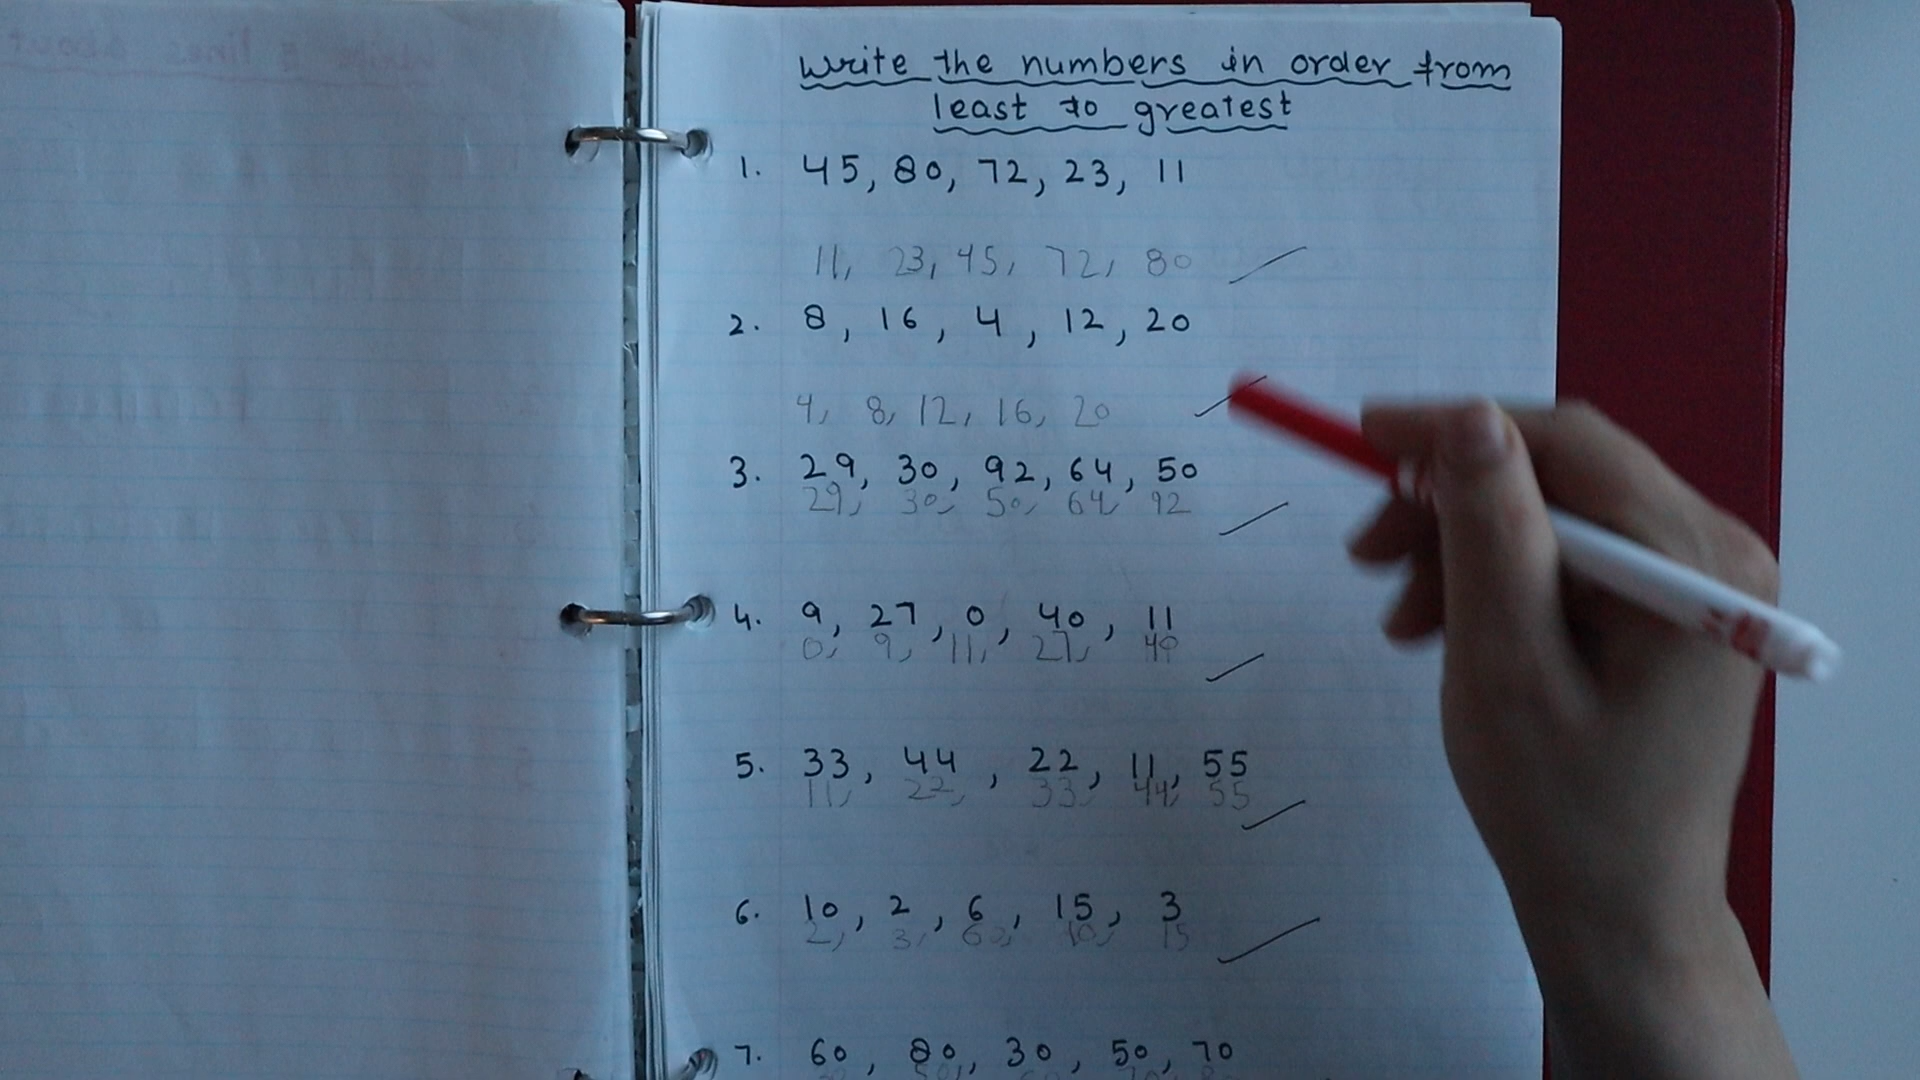 Write the numbers in order from
least to greatest
1. 45, 80, 72, 23, 11
11, 23, 45, 72, 80
2. 8, 16, 4, 12, 20
4, 8, 12, 16, 20
3. 29, 30, 92, 64, 50
29, 30, 50, 64, 92
4. 9, 27, 0, 40, 11
0, 9, 11, 27, 40
5. 33, 44, 22, 11, 55
11, 22, 33, 44, 55
6. 10, 2, 6, 15, 3
2, 3, 10, 15
7. 60, 80, 30, 50, 70